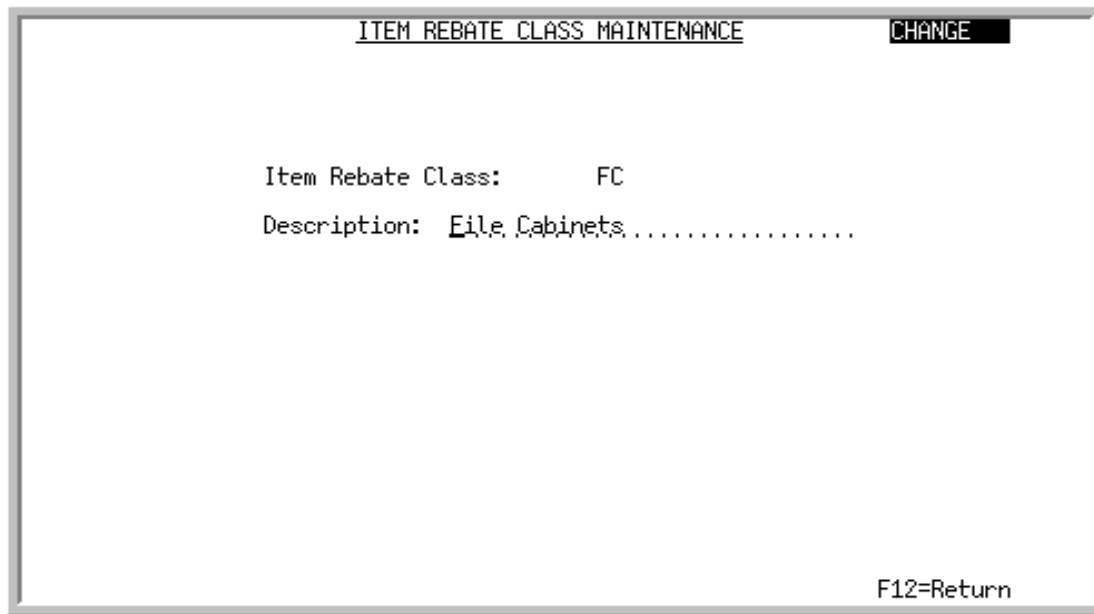 ITEM REBATE CLASS MAINTENANCE CHANGE
Item Rebate Class: FC
Description: File Cabinets..................
F12=Return